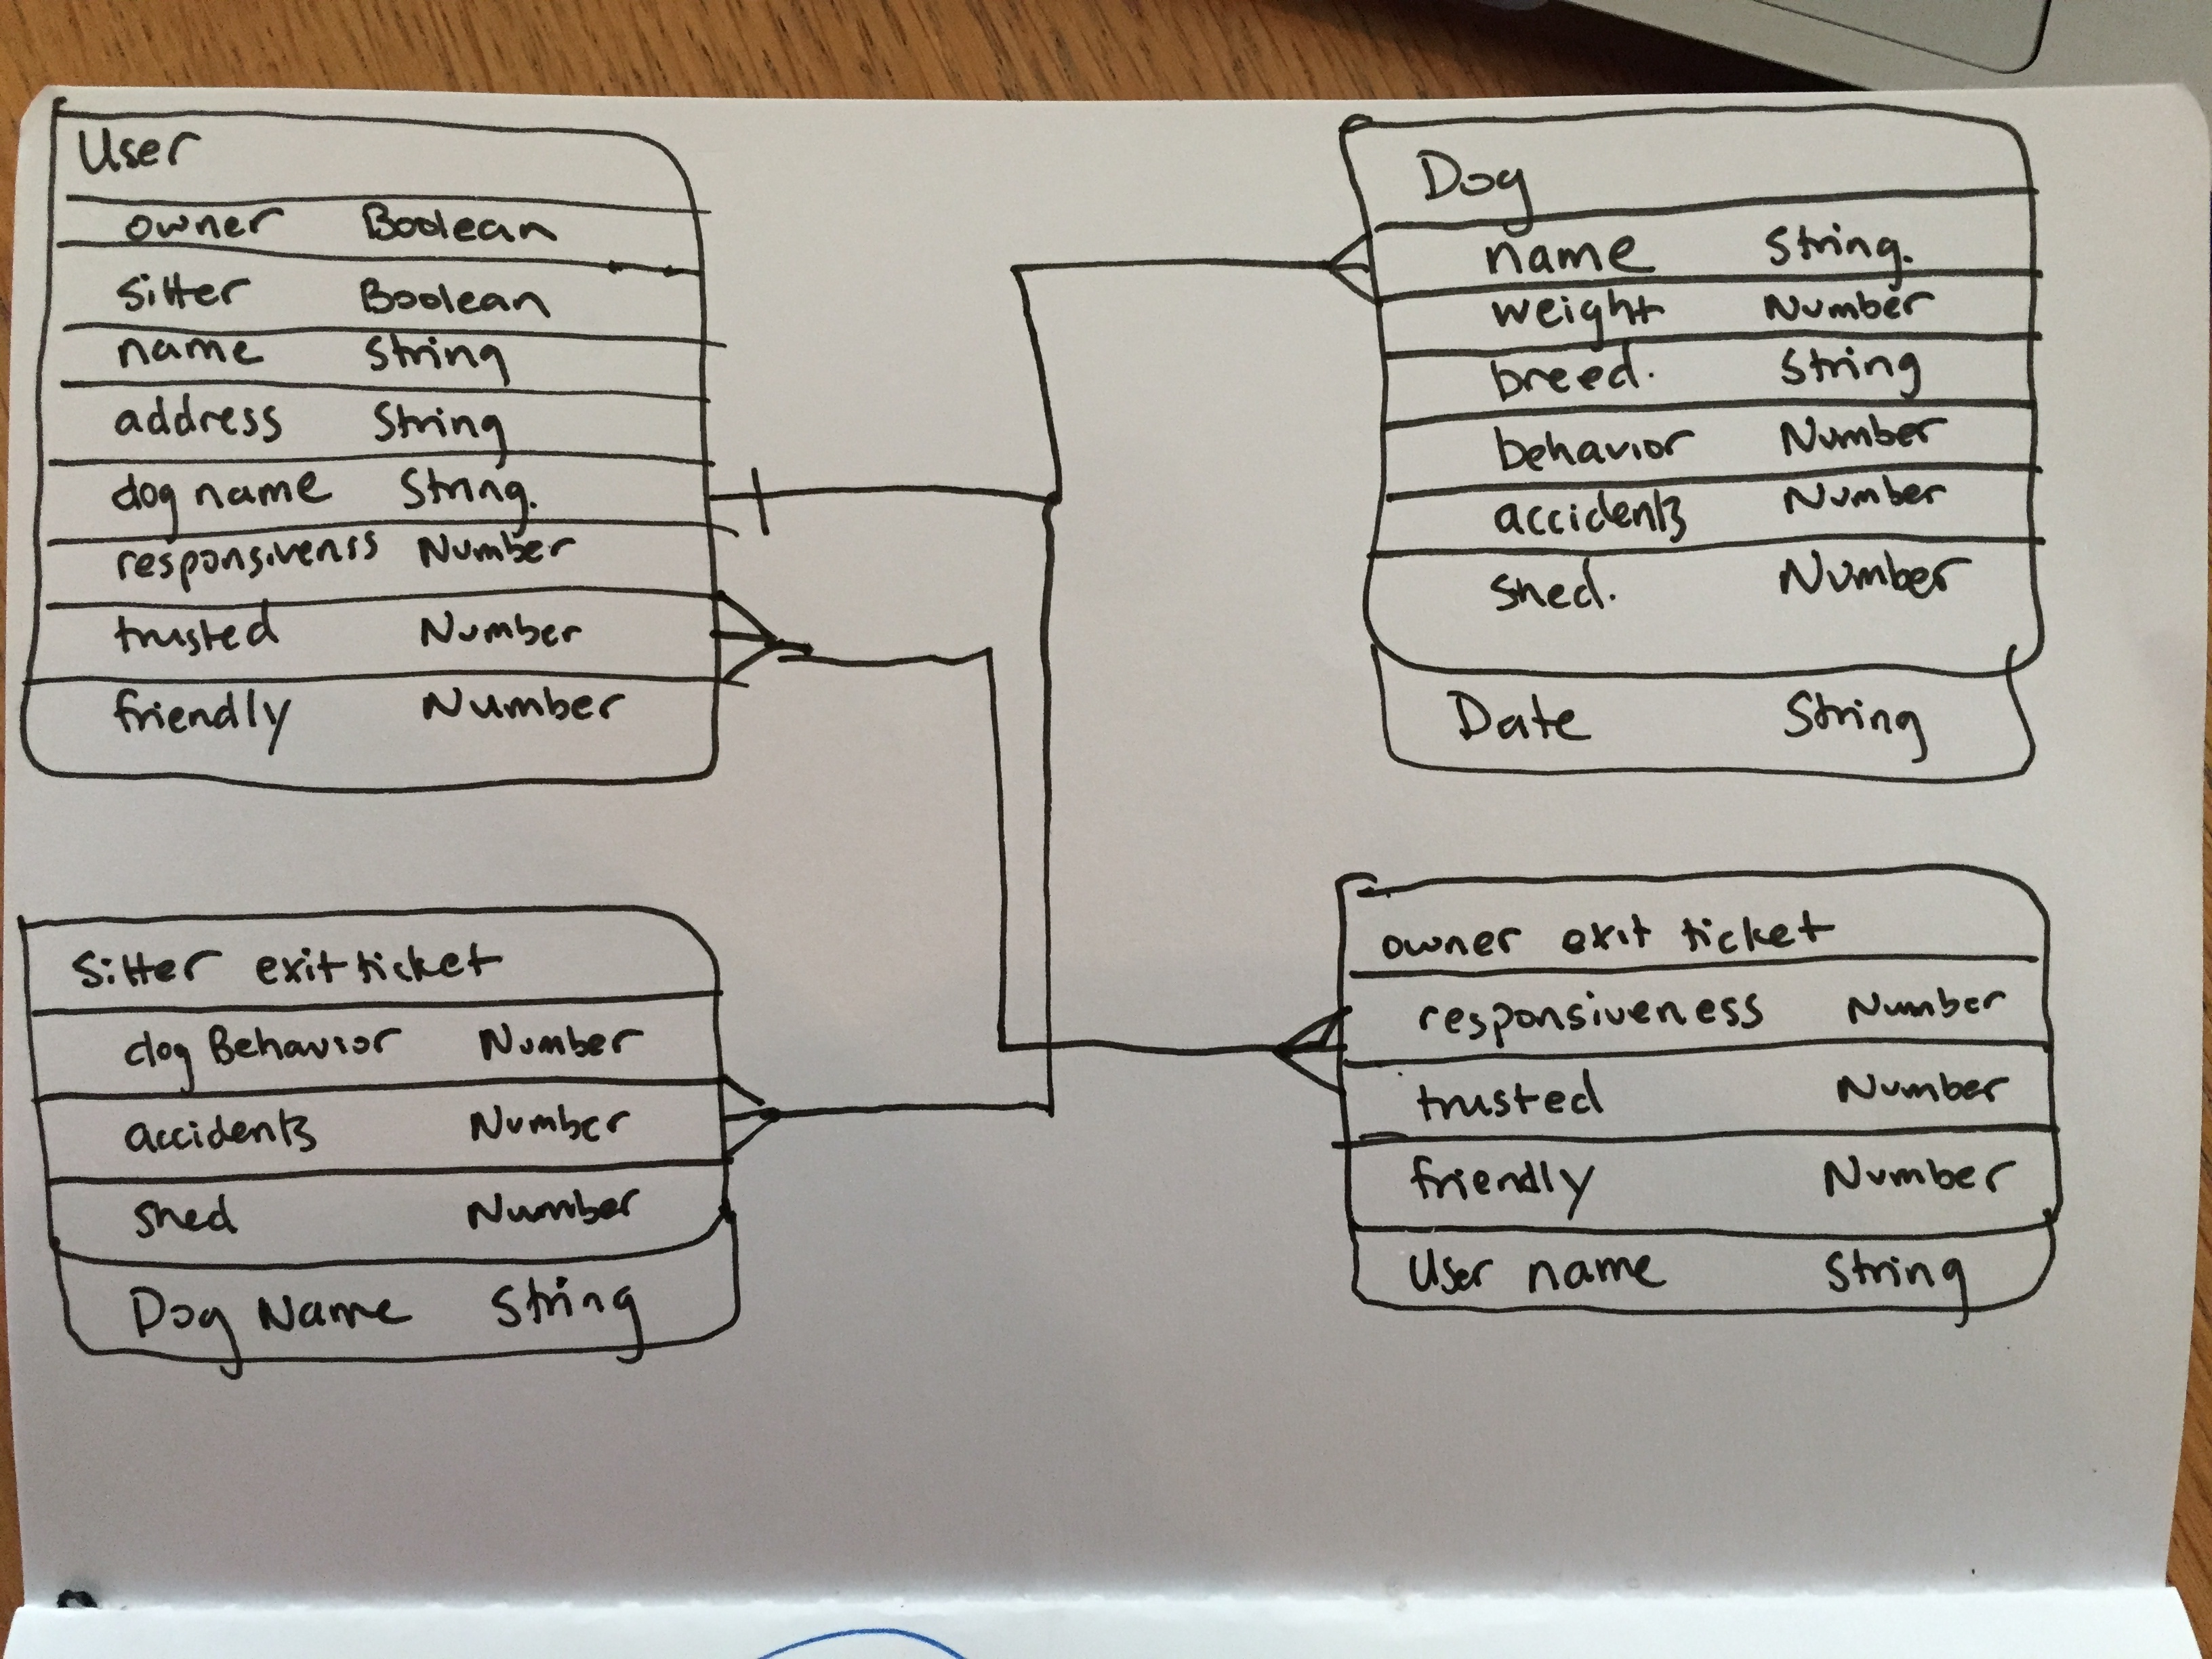 User
owner Boolean
sitter Boolean
name String
address String
dog name String.
responsiveness Number
trusted Number
friendly Number
Dog
name String.
weight Number
breed. String
behavior Number
accidents Number
shed. Number
Date String
Sitter exit ticket
dog Behavior Number
accidents Number
shed Number
Dog Name String
owner exit ticket
responsiveness Number
trusted Number
friendly Number
User name String